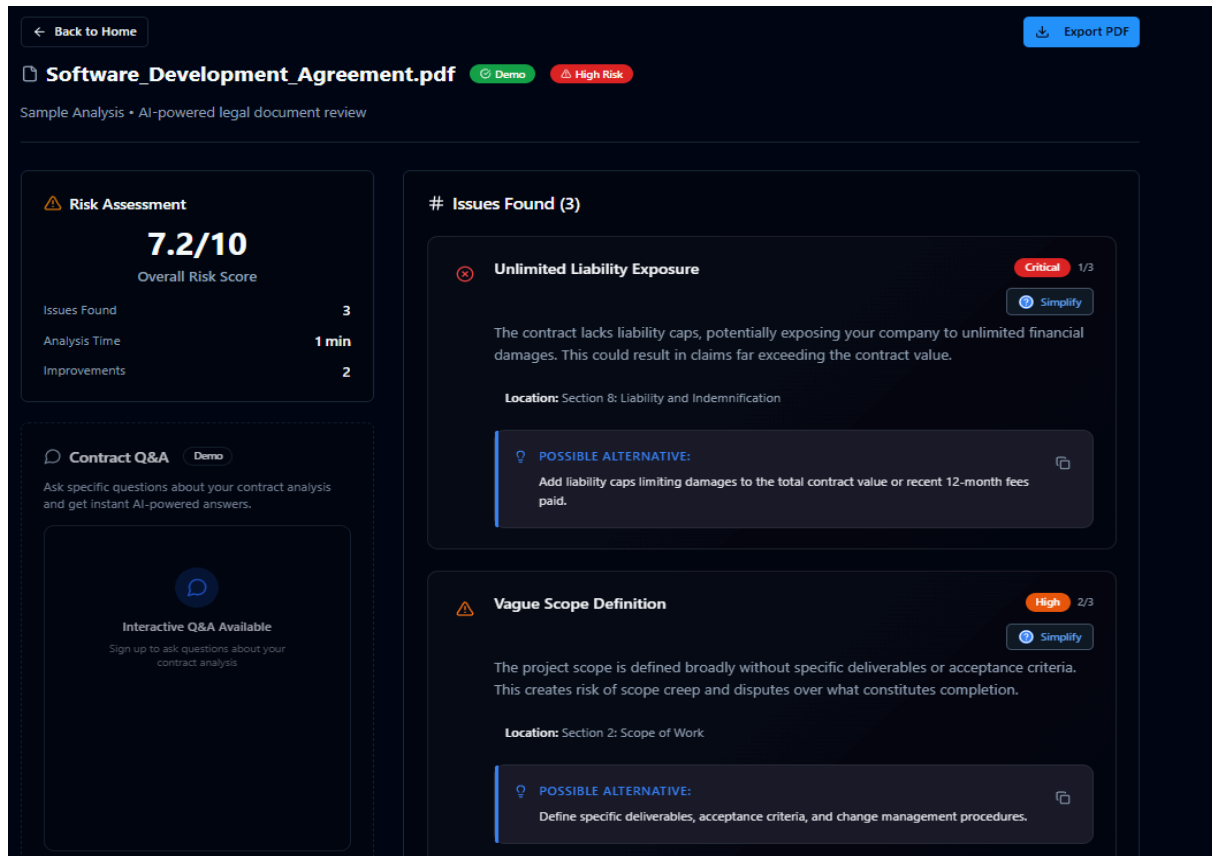 Back to Home
Export PDF
Software_Development_Agreement.pdf
Demo
High Risk
Sample Analysis • AI-powered legal document review
Risk Assessment
7.2/10
Overall Risk Score
Issues Found 3
Analysis Time 1 min
Improvements 2
Contract Q&A Demo
Ask specific questions about your contract analysis
and get instant AI-powered answers.
Interactive Q&A Available
Sign up to ask questions about your
contract analysis
# Issues Found (3)
Unlimited Liability Exposure
Critical 1/3
Simplify
The contract lacks liability caps, potentially exposing your company to unlimited financial
damages. This could result in claims far exceeding the contract value.
Location: Section 8: Liability and Indemnification
POSSIBLE ALTERNATIVE:
Add liability caps limiting damages to the total contract value or recent 12-month fees
paid.
Vague Scope Definition
High 2/3
Simplify
The project scope is defined broadly without specific deliverables or acceptance criteria.
This creates risk of scope creep and disputes over what constitutes completion.
Location: Section 2: Scope of Work
POSSIBLE ALTERNATIVE:
Define specific deliverables, acceptance criteria, and change management procedures.